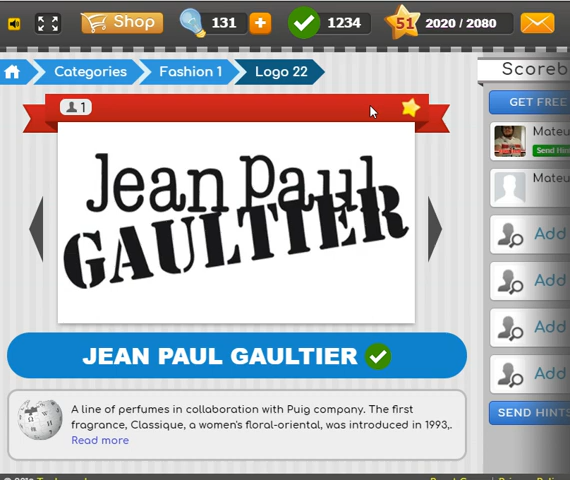 Shop
131
1234
51
2020 / 2080
Categories
Fashion 1
Logo 22
Scoreb
1
GET FREE
Jean Paul
GAULTIER
Mateu
Send Hin
Mateu
Add
Add
Add
Add
JEAN PAUL GAULTIER
A line of perfumes in collaboration with Puig company. The first
fragrance, Classique, a women's floral-oriental, was introduced in 1993,.
Read more
SEND HINTS